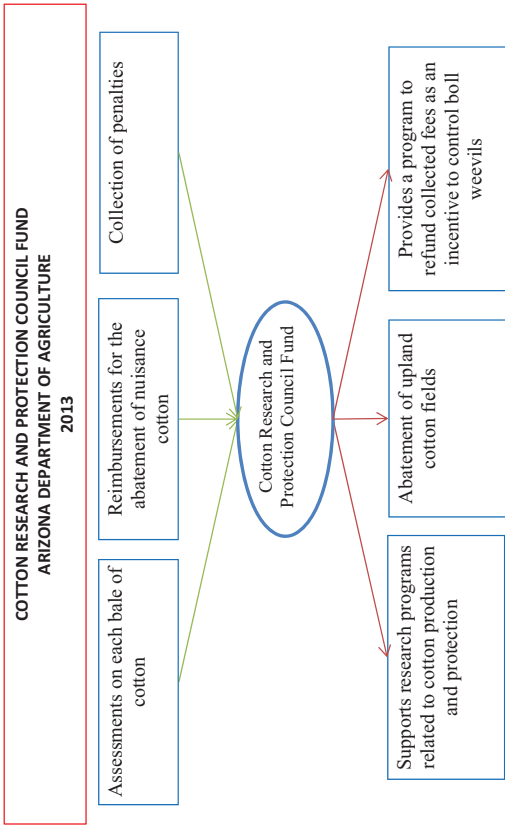 COTTON RESEARCH AND PROTECTION COUNCIL FUND
ARIZONA DEPARTMENT OF AGRICULTURE
2013
Assessments on each bale of
cotton
Reimbursements for the
abatement of nuisance
cotton
Collection of penalties
Cotton Research and
Protection Council Fund
Supports research programs
related to cotton production
and protection
Abatement of upland
cotton fields
Provides a program to
refund collected fees as an
incentive to control boll
weevils